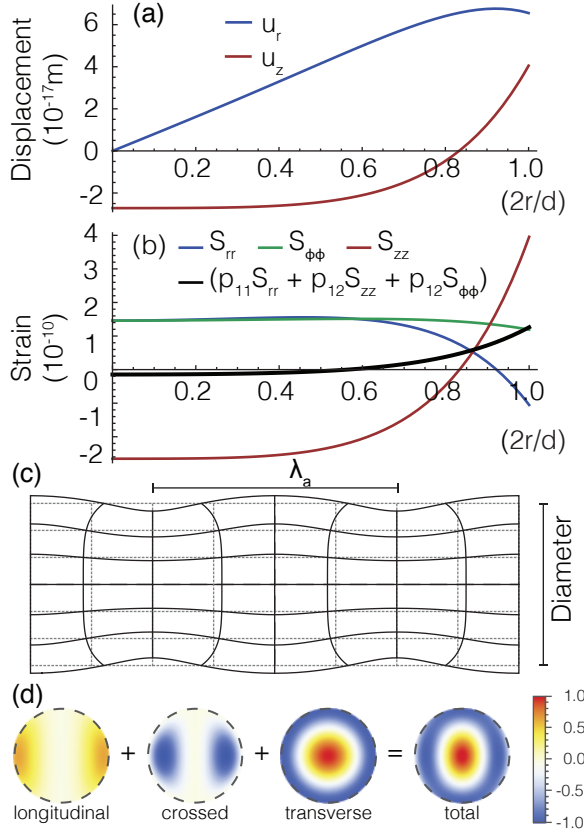 (a)
u_r
u_z
Displacement
(10⁻¹⁷m)
6
4
2
0
-2
0.2 0.4 0.6 0.8 1.0
(2r/d)
(b)
S_rr S_ϕϕ S_zz
(p₁₁S_rr + p₁₂S_zz + p₁₂S_ϕϕ)
Strain
(10⁻¹⁰)
4
3
2
1
0
-1
-2
0.2 0.4 0.6 0.8 1.0
(2r/d)
(c)
λ_a
Diameter
(d)
+ + =
longitudinal crossed transverse total
1.0
0.5
0.0
-0.5
-1.0